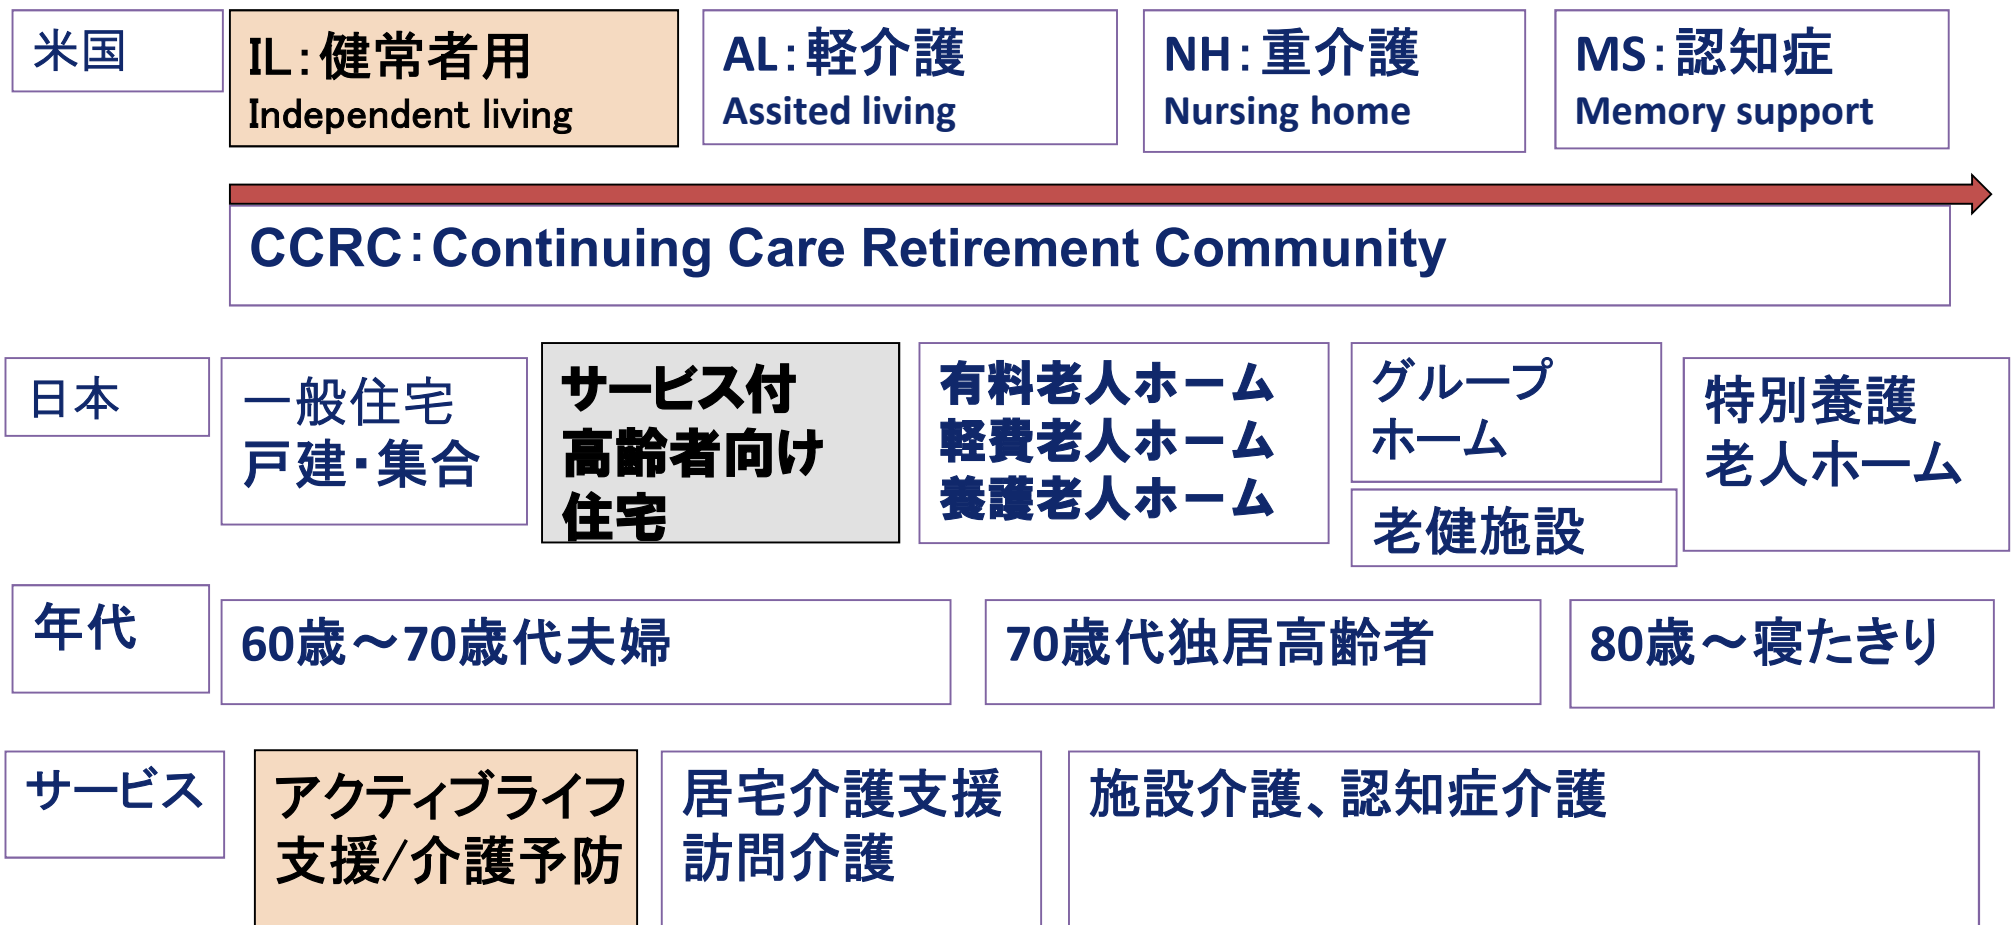 米国
IL：健常者用
Independent living
AL：軽介護
Assited living
NH：重介護
Nursing home
MS：認知症
Memory support
CCRC：Continuing Care Retirement Community
日本
一般住宅
戸建・集合
サービス付
高齢者向け
住宅
有料老人ホーム
軽費老人ホーム
養護老人ホーム
グループ
ホーム
老健施設
特別養護
老人ホーム
年代
60歳～70歳代夫婦
70歳代独居高齢者
80歳～寝たきり
サービス
アクティブライフ
支援/介護予防
居宅介護支援
訪問介護
施設介護、認知症介護